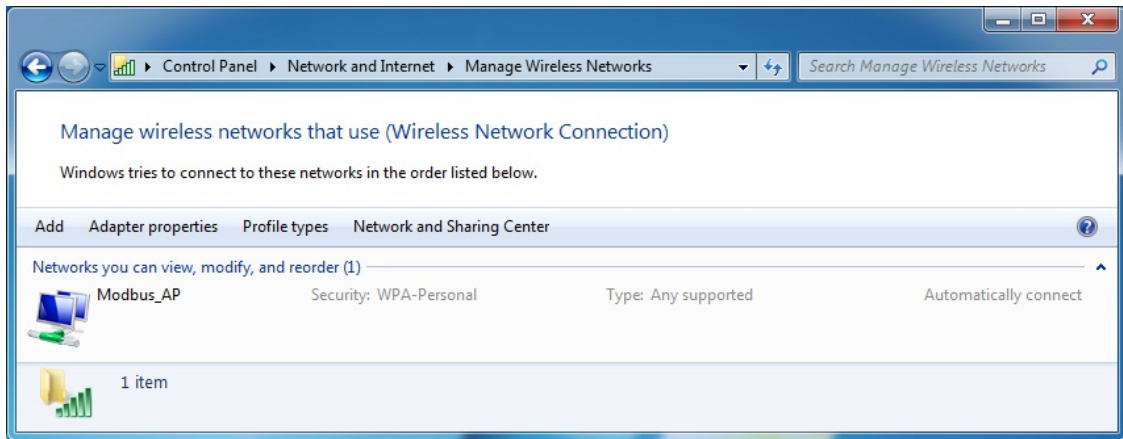 Control Panel ▸ Network and Internet ▸ Manage Wireless Networks Search Manage Wireless Networks
Manage wireless networks that use (Wireless Network Connection)
Windows tries to connect to these networks in the order listed below.
Add Adapter properties Profile types Network and Sharing Center
Networks you can view, modify, and reorder (1)
Modbus_AP Security: WPA-Personal Type: Any supported Automatically connect
1 item